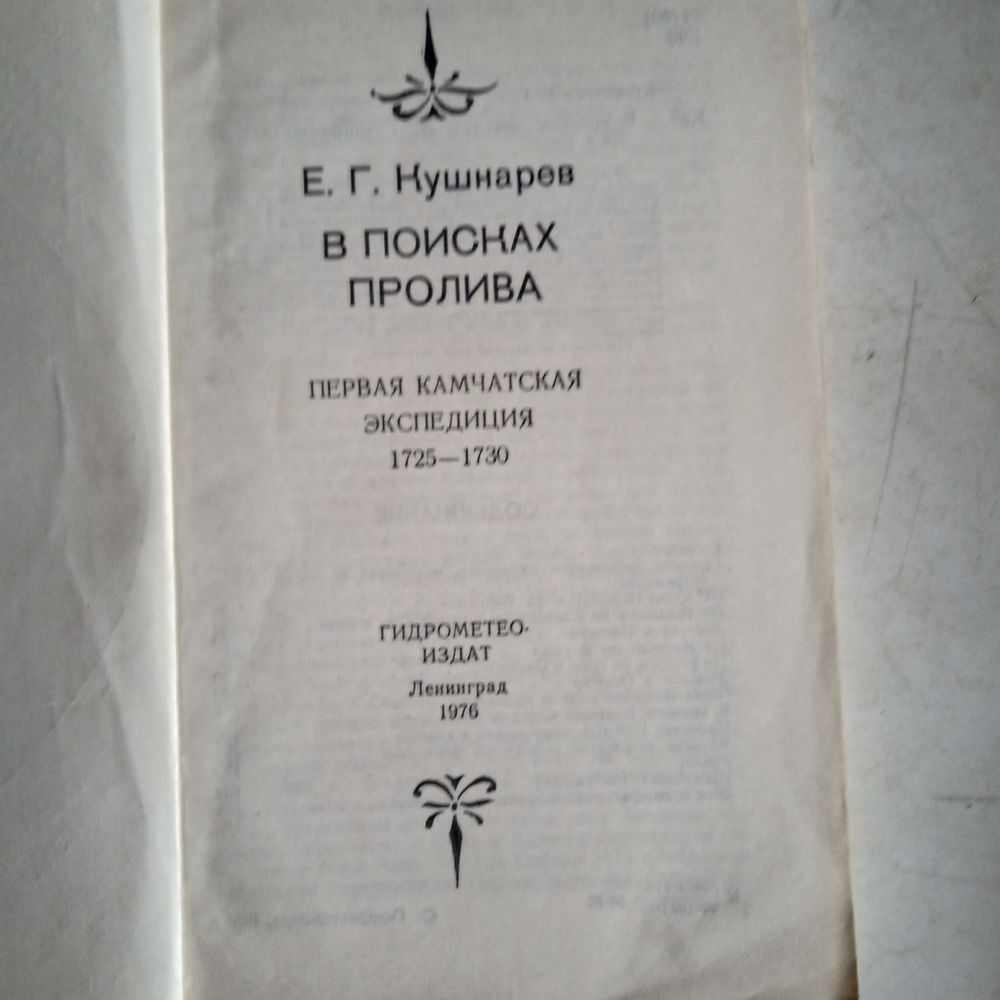 Е. Г. Кушнарев
В ПОИСКАХ
ПРОЛИВА
ПЕРВАЯ КАМЧАТСКАЯ
ЭКСПЕДИЦИЯ
1725—1730
ГИДРОМЕТЕО-
ИЗДАТ
Ленинград
1976